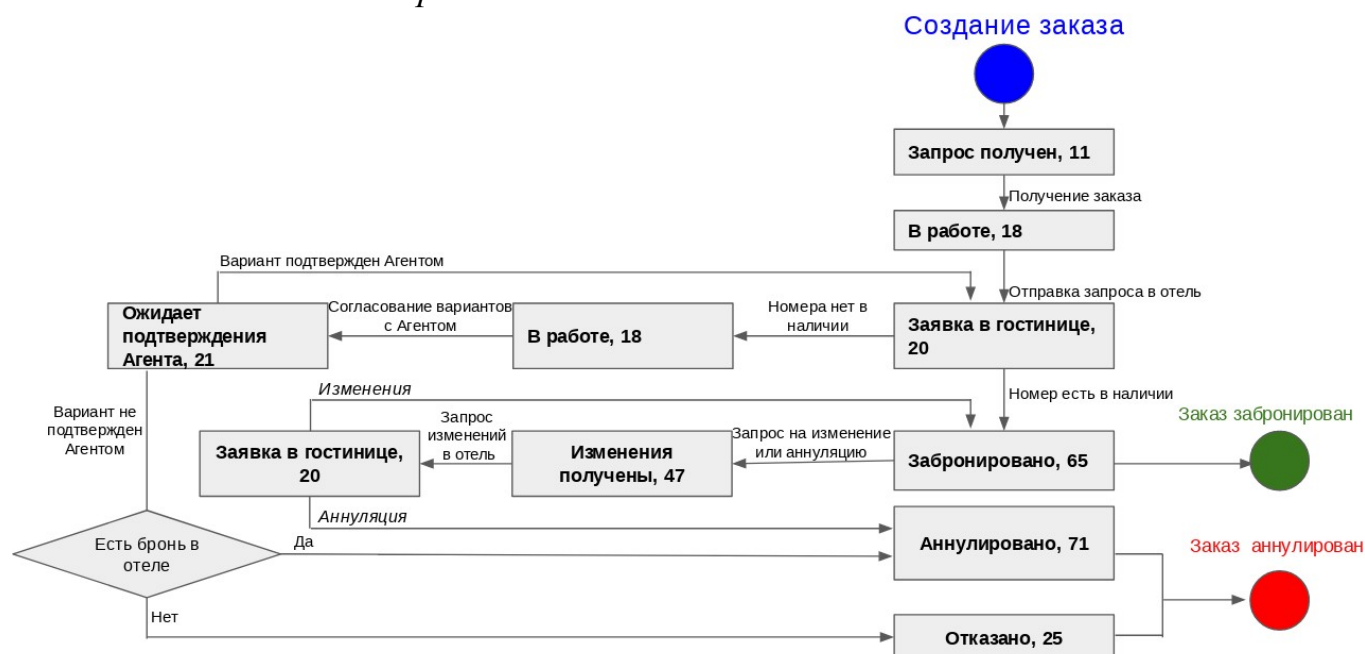 Создание заказа
Запрос получен, 11
Получение заказа
В работе, 18
Вариант подтвержден Агентом
Отправка запроса в отель
Ожидает
подтверждения
Агента, 21
Согласование вариантов
с Агентом
В работе, 18
Номера нет в
наличии
Заявка в гостинице,
20
Номер есть в наличии
Изменения
Вариант не
подтвержден
Агентом
Заявка в гостинице,
20
Запрос
изменений
в отель
Изменения
получены, 47
Запрос на изменение
или аннуляцию
Забронировано, 65
Заказ забронирован
Аннуляция
Есть бронь в
отеле
Да
Аннулировано, 71
Заказ аннулирован
Нет
Отказано, 25